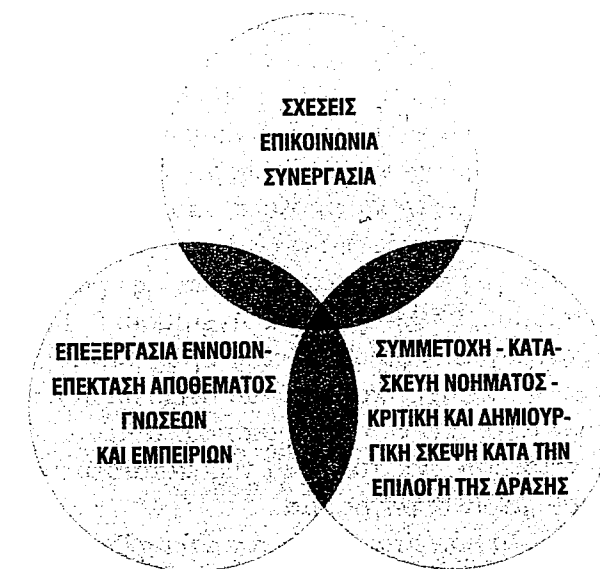 ΣΧΕΣΕΙΣ
ΕΠΙΚΟΙΝΩΝΙΑ
ΣΥΝΕΡΓΑΣΙΑ
ΕΠΕΞΕΡΓΑΣΙΑ ΕΝΝΟΙΩΝ-
ΕΠΕΚΤΑΣΗ ΑΠΟΘΕΜΑΤΟΣ
ΓΝΩΣΕΩΝ
ΚΑΙ ΕΜΠΕΙΡΙΩΝ
ΣΥΜΜΕΤΟΧΗ - ΚΑΤΑ-
ΣΚΕΥΗ ΝΟΗΜΑΤΟΣ -
ΚΡΙΤΙΚΗ ΚΑΙ ΔΗΜΙΟΥΡ-
ΓΙΚΗ ΣΚΕΨΗ ΚΑΤΑ ΤΗΝ
ΕΠΙΛΟΓΗ ΤΗΣ ΔΡΑΣΗΣ